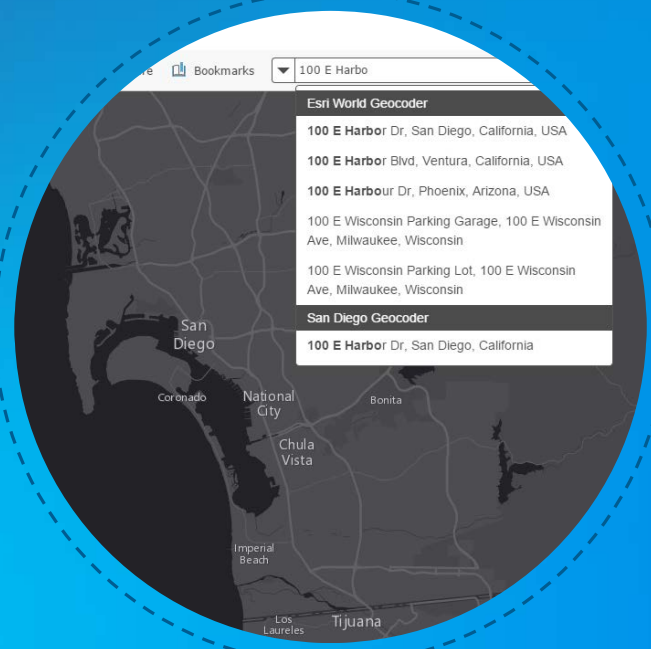 Bookmarks
100 E Harbo
Esri World Geocoder
100 E Harbor Dr, San Diego, California, USA
100 E Harbor Blvd, Ventura, California, USA
100 E Harbour Dr, Phoenix, Arizona, USA
100 E Wisconsin Parking Garage, 100 E Wisconsin
Ave, Milwaukee, Wisconsin
100 E Wisconsin Parking Lot, 100 E Wisconsin
Ave, Milwaukee, Wisconsin
San Diego Geocoder
100 E Harbor Dr, San Diego, California
San
Diego
Coronado
National
City
Bonita
Chula
Vista
Imperial
Beach
Los
Laureles
Tijuana